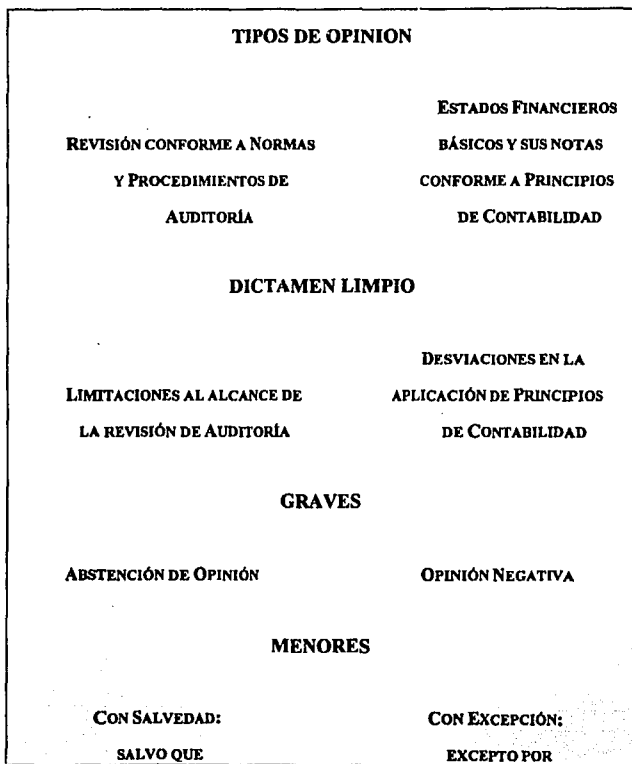 TIPOS DE OPINION
ESTADOS FINANCIEROS
REVISIÓN CONFORME A NORMAS BÁSICOS Y SUS NOTAS
Y PROCEDIMIENTOS DE CONFORME A PRINCIPIOS
AUDITORÍA DE CONTABILIDAD
DICTAMEN LIMPIO
DESVIACIONES EN LA
LIMITACIONES AL ALCANCE DE APLICACIÓN DE PRINCIPIOS
LA REVISIÓN DE AUDITORÍA DE CONTABILIDAD
GRAVES
ABSTENCIÓN DE OPINIÓN OPINIÓN NEGATIVA
MENORES
CON SALVEDAD: CON EXCEPCIÓN:
SALVO QUE EXCEPTO POR